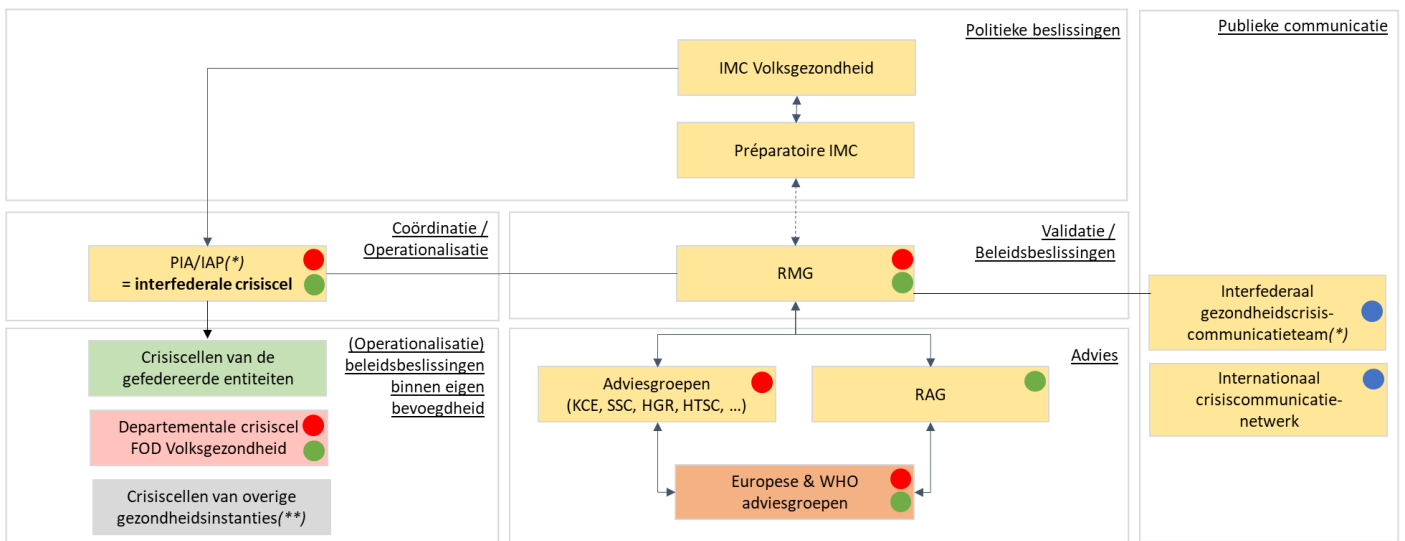 Politieke beslissingen
IMC Volksgezondheid
Préparatoire IMC
Publieke communicatie
Coördinatie /
Operationalisatie
PIA/IAP(*)
= interfederale crisiscel
Validatie /
Beleidsbeslissingen
RMG
Interfederaal
gezondheidscrisis-
communicatieteam(*)
Internationaal
crisiscommunicatie-
netwerk
(Operationalisatie)
beleidsbeslissingen
binnen eigen
bevoegdheid
Crisiscellen van de
gefedereerde entiteiten
Departementale crisiscel
FOD Volksgezondheid
Crisiscellen van overige
gezondheidsinstanties(**)
Advies
Adviesgroepen
(KCE, SSC, HGR, HTSC, ...)
RAG
Europese & WHO
adviesgroepen